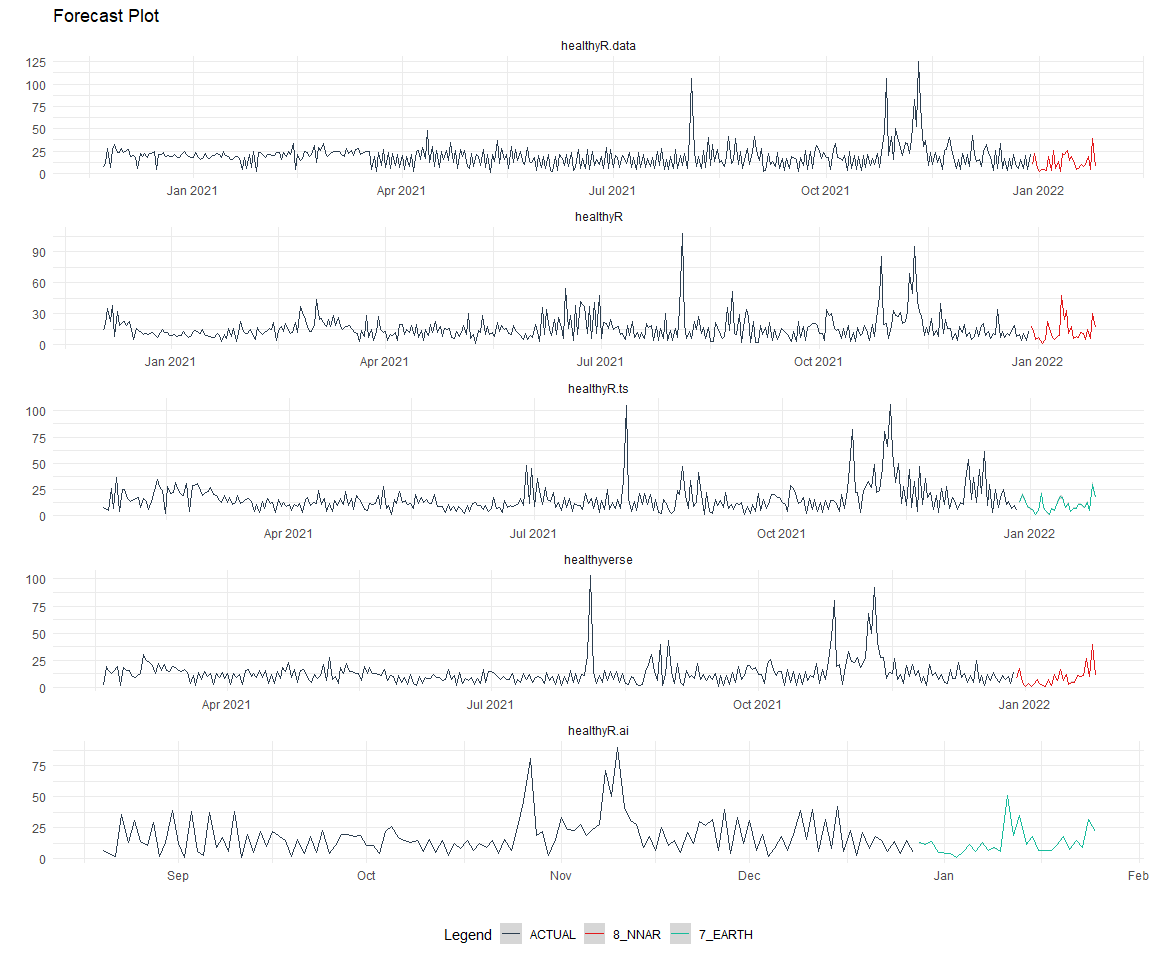 Forecast Plot
healthyR.data
125
100
75
50
25
0
Jan 2021 Apr 2021 Jul 2021 Oct 2021 Jan 2022
healthyR
90
60
30
0
Jan 2021 Apr 2021 Jul 2021 Oct 2021 Jan 2022
healthyR.ts
100
75
50
25
0
Apr 2021 Jul 2021 Oct 2021 Jan 2022
healthyverse
100
75
50
25
0
Apr 2021 Jul 2021 Oct 2021 Jan 2022
healthyR.ai
75
50
25
0
Sep Oct Nov Dec Jan Feb
Legend ACTUAL 8_NNAR 7_EARTH